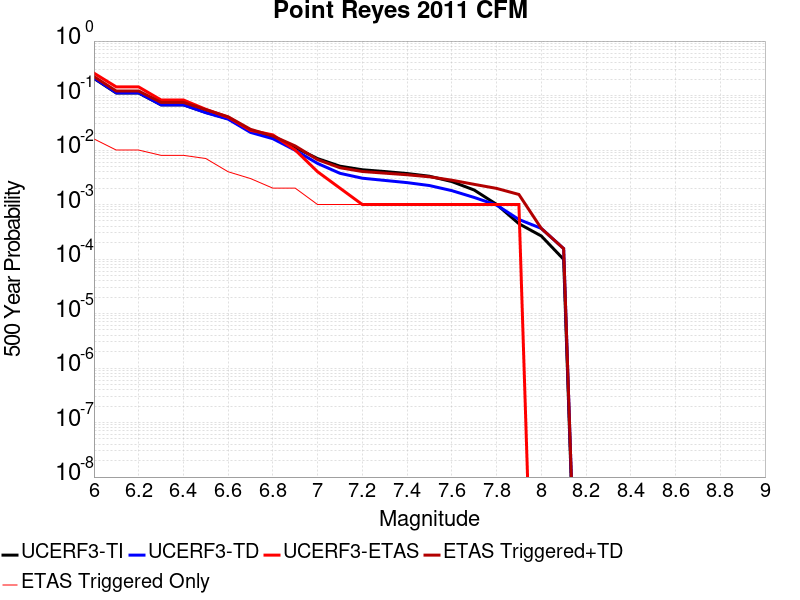 Point Reyes 2011 CFM
500 Year Probability
10^0
10^-1
10^-2
10^-3
10^-4
10^-5
10^-6
10^-7
10^-8
6 6.2 6.4 6.6 6.8 7 7.2 7.4 7.6 7.8 8 8.2 8.4 8.6 8.8 9
Magnitude
UCERF3-TI UCERF3-TD UCERF3-ETAS ETAS Triggered+TD
ETAS Triggered Only